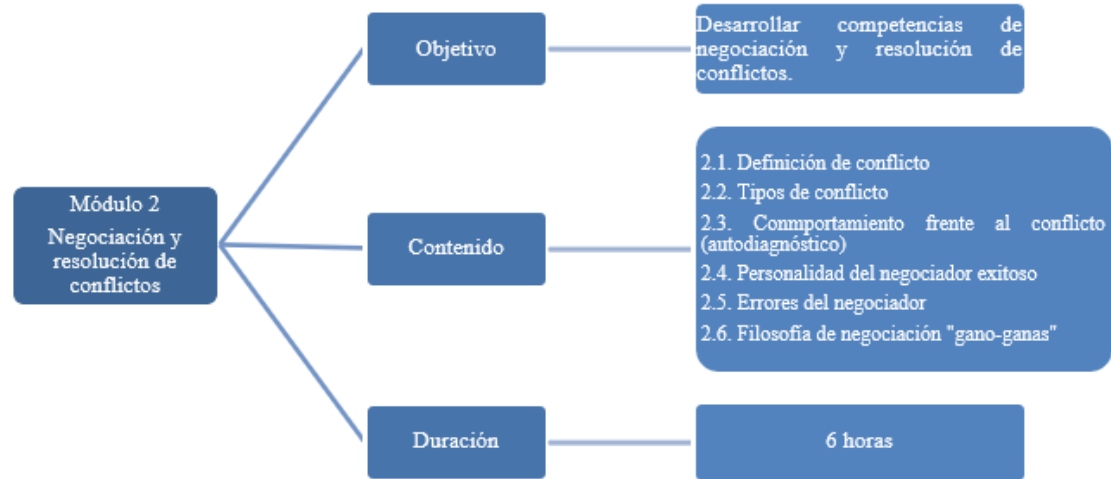 Módulo 2
Negociación y
resolución de
conflictos
Objetivo
Desarrollar competencias de
negociación y resolución de
conflictos.
Contenido
2.1. Definición de conflicto
2.2. Tipos de conflicto
2.3. Conmportamiento frente al conflicto
(autodiagnóstico)
2.4. Personalidad del negociador exitoso
2.5. Errores del negociador
2.6. Filosofía de negociación "gano-ganas"
Duración
6 horas